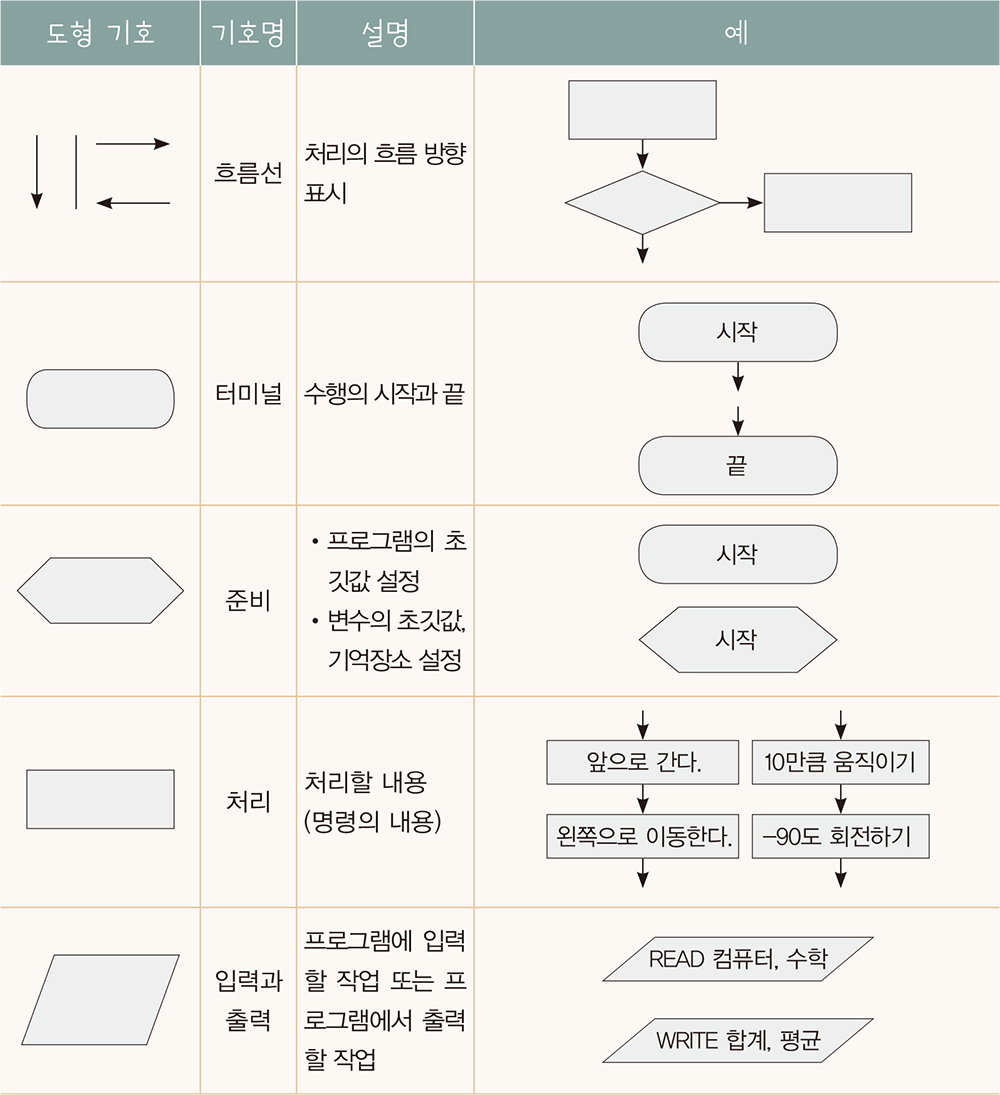 도형 기호 기호명 설명 예
흐름선
처리의 흐름 방향
표시
터미널
수행의 시작과 끝
시작
끝
준비
• 프로그램의 초
깃값 설정
• 변수의 초깃값,
기억장소 설정
시작
시작
처리
처리할 내용
(명령의 내용)
앞으로 간다.
10만큼 움직이기
왼쪽으로 이동한다.
-90도 회전하기
입력과
출력
프로그램에 입력
할 작업 또는 프
로그램에서 출력
할 작업
READ 컴퓨터, 수학
WRITE 합계, 평균